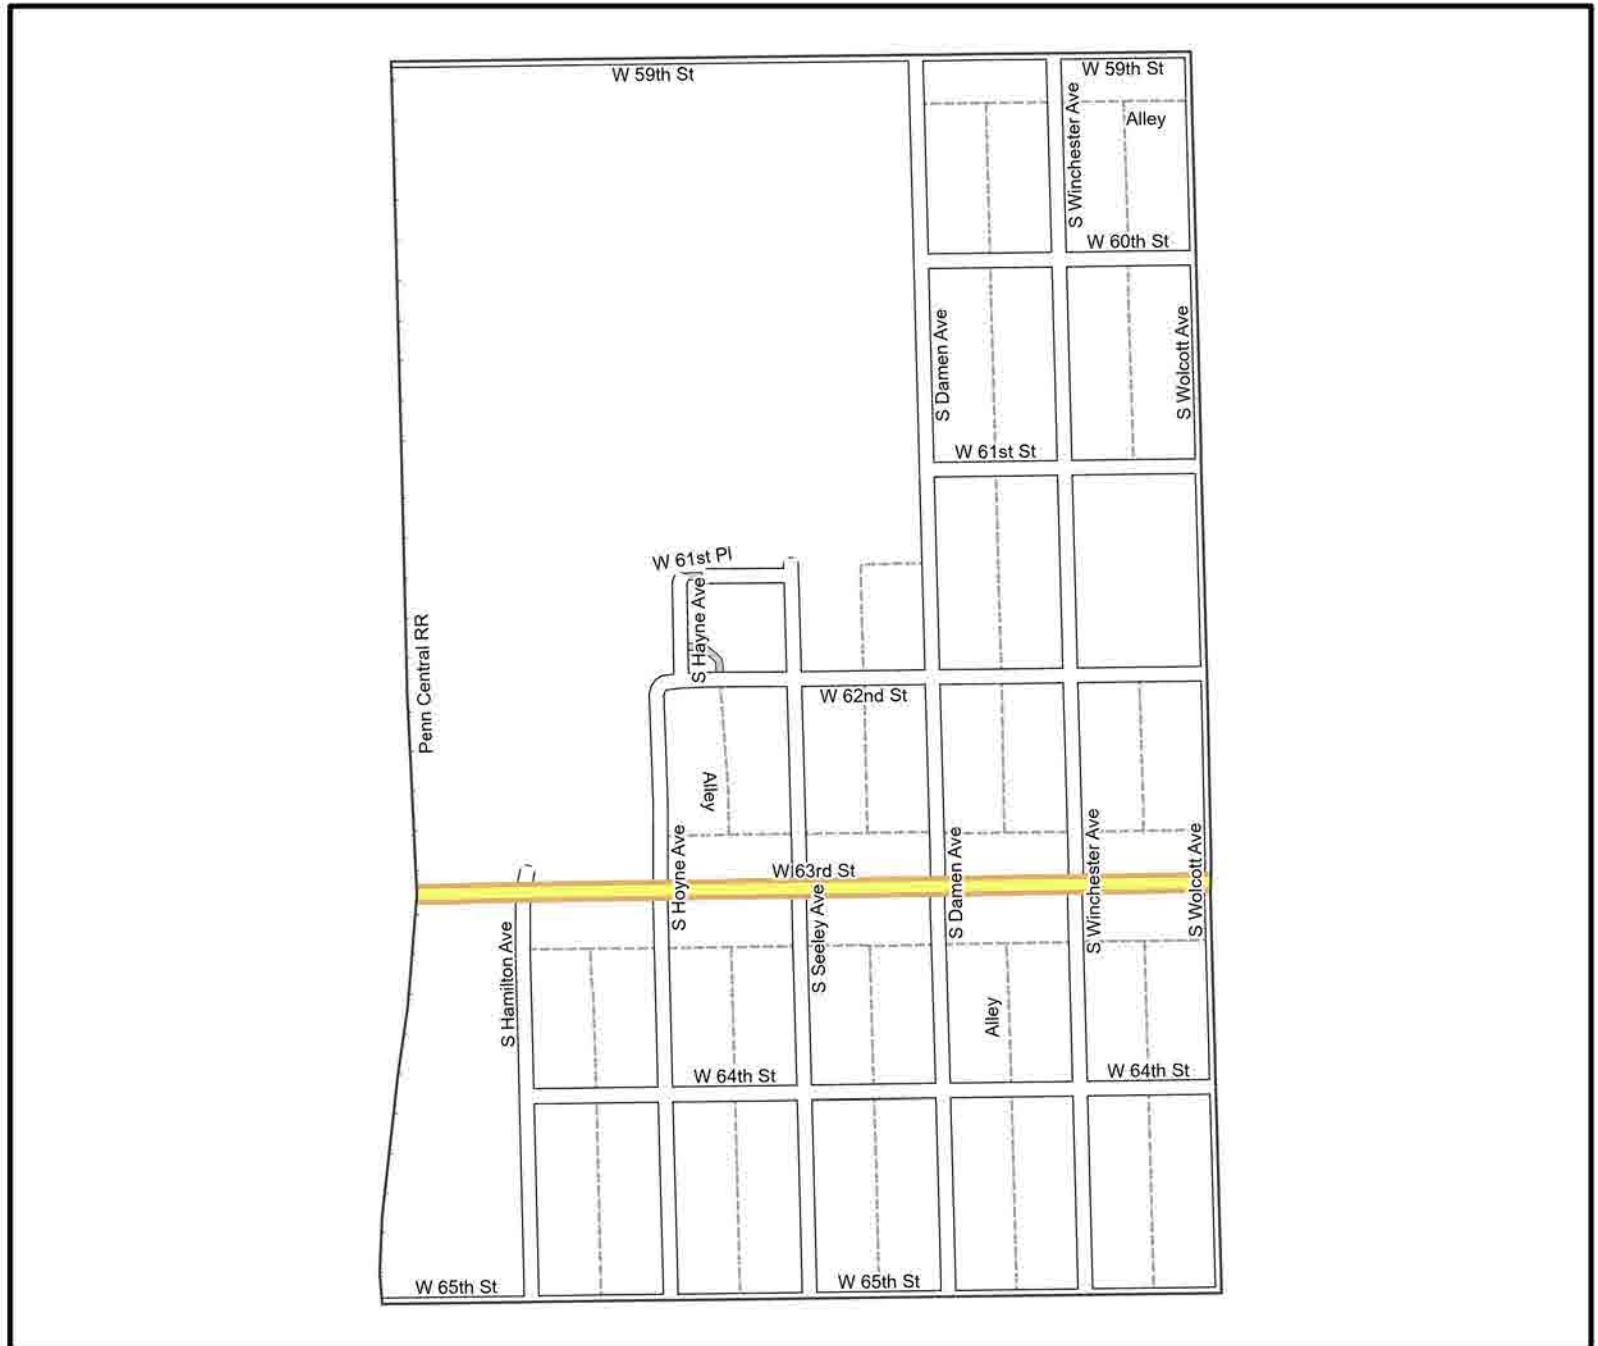 W 59th St
W 59th St
S Winchester Ave
Alley
W 60th St
S Damen Ave
S Wolcott Ave
W 61st St
W 61st Pl
S Hayne Ave
Penn Central RR
W 62nd St
Alley
S Hoyne Ave
W 63rd St
S Seeley Ave
S Damen Ave
S Winchester Ave
S Wolcott Ave
S Hamilton Ave
Alley
W 64th St
W 64th St
W 65th St
W 65th St